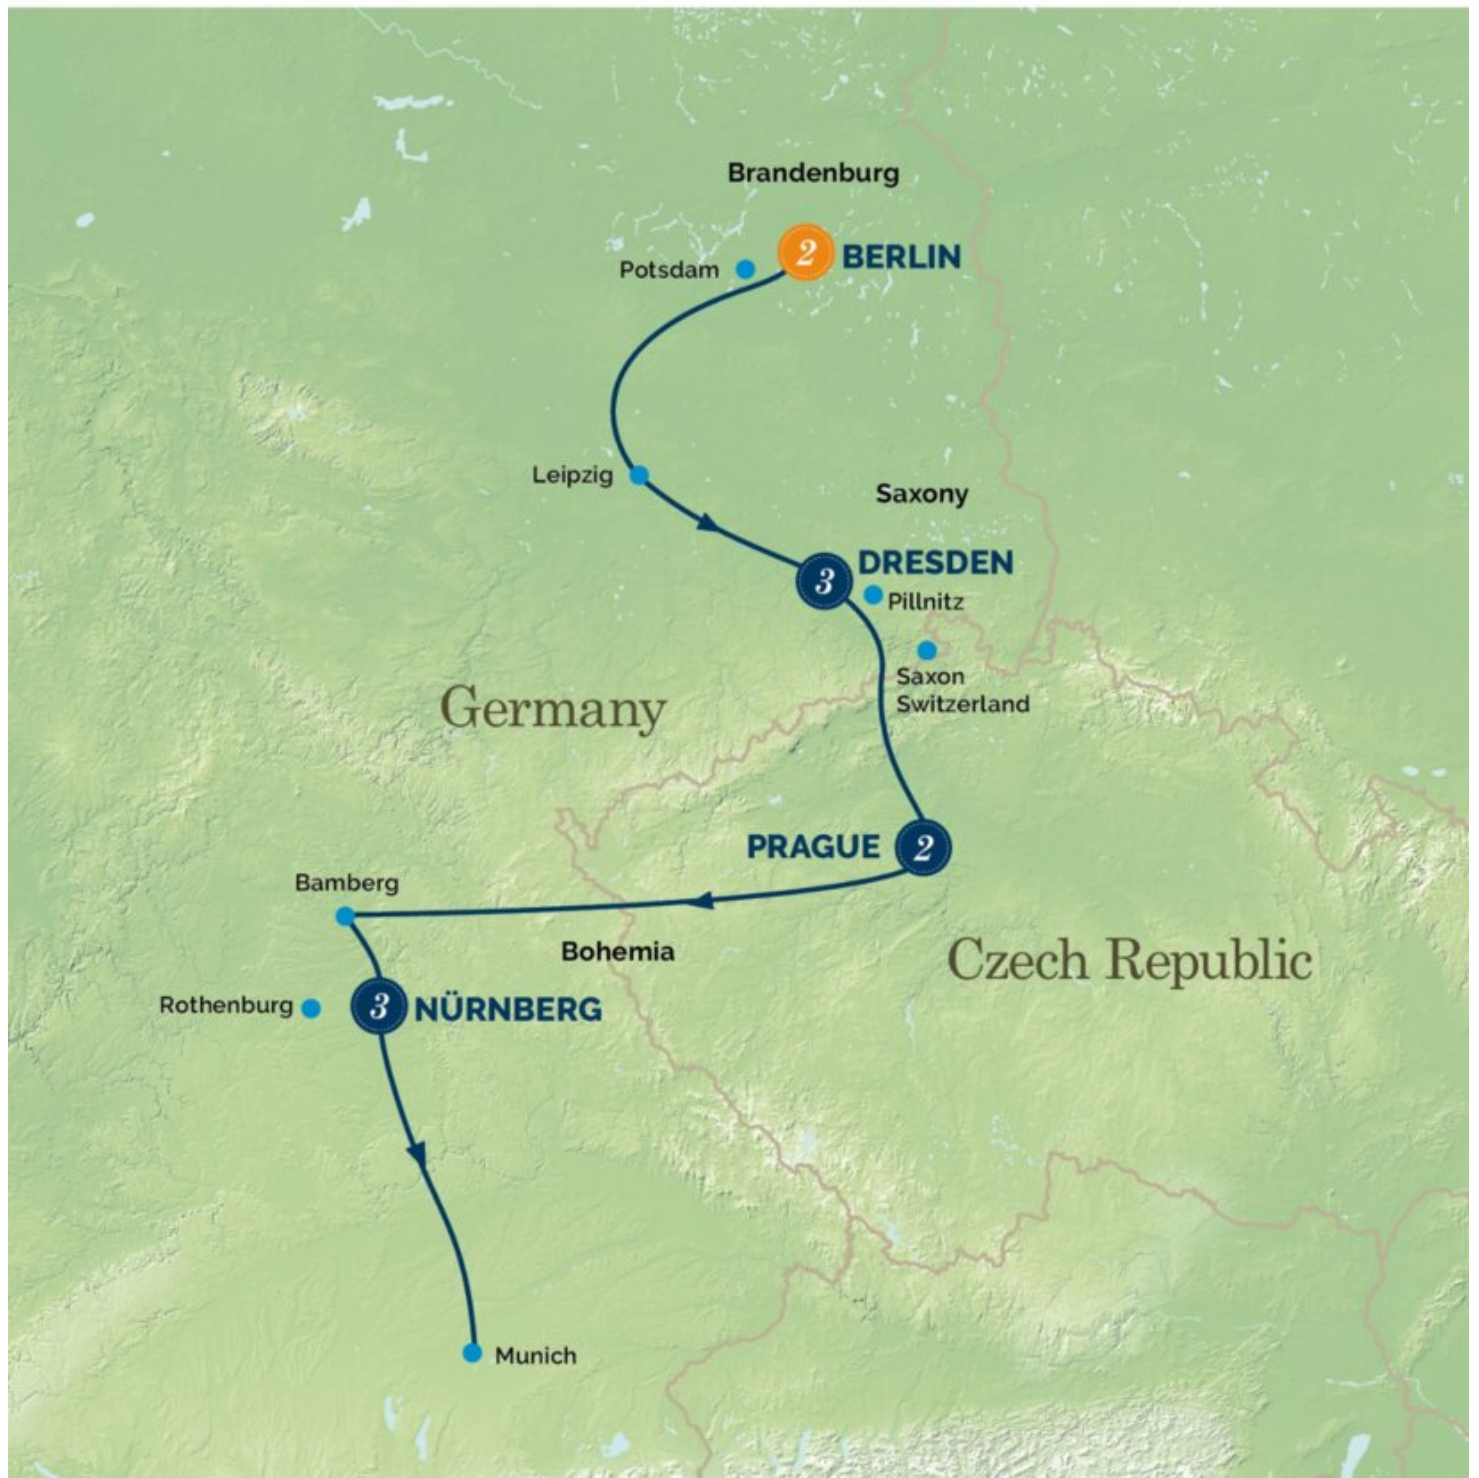 Brandenburg
2 BERLIN
Potsdam
Leipzig
Saxony
DRESDEN
3
Pillnitz
Saxon
Switzerland
Germany
PRAGUE 2
Bamberg
Bohemia
Czech Republic
Rothenburg
3 NÜRNBERG
Munich